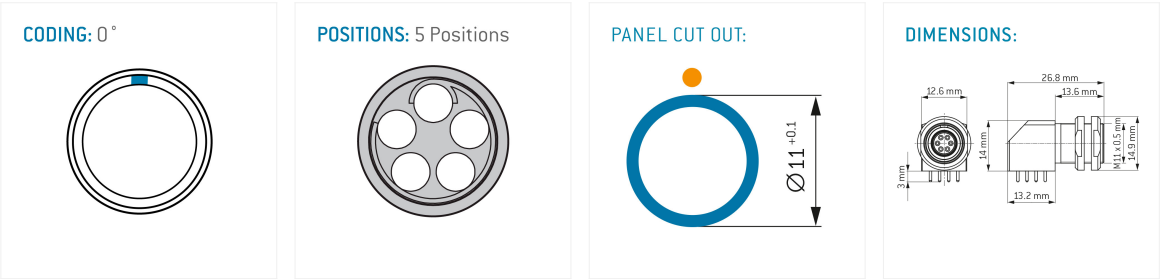 CODING: 0°
POSITIONS: 5 Positions
PANEL CUT OUT:
Ø11 +0.1
DIMENSIONS:
26.8 mm
12.6 mm
13.6 mm
14 mm
M11 x 0.5 mm
14.9 mm
3 mm
13.2 mm